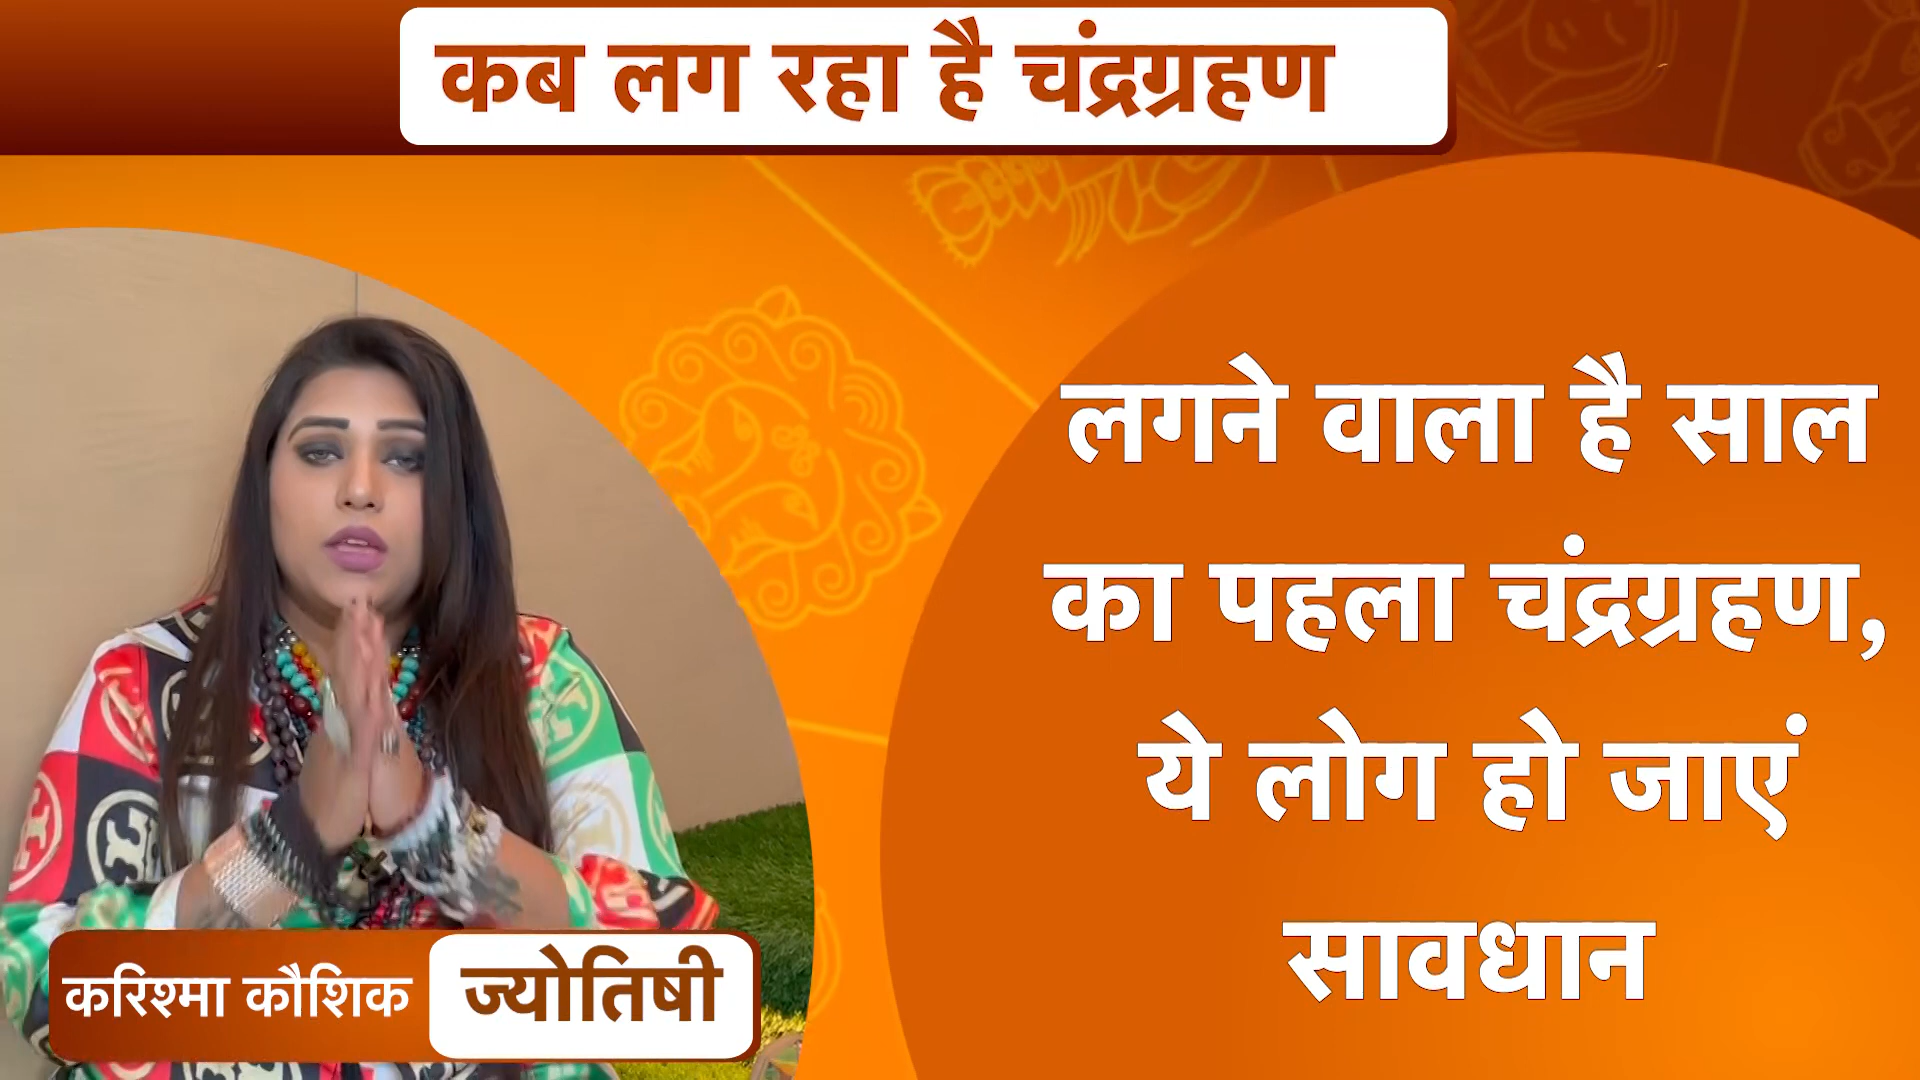 कब लग रहा है चंद्रग्रहण
लगने वाला है साल
का पहला चंद्रग्रहण,
ये लोग हो जाएं
सावधान
करिश्मा कौशिक ज्योतिषी